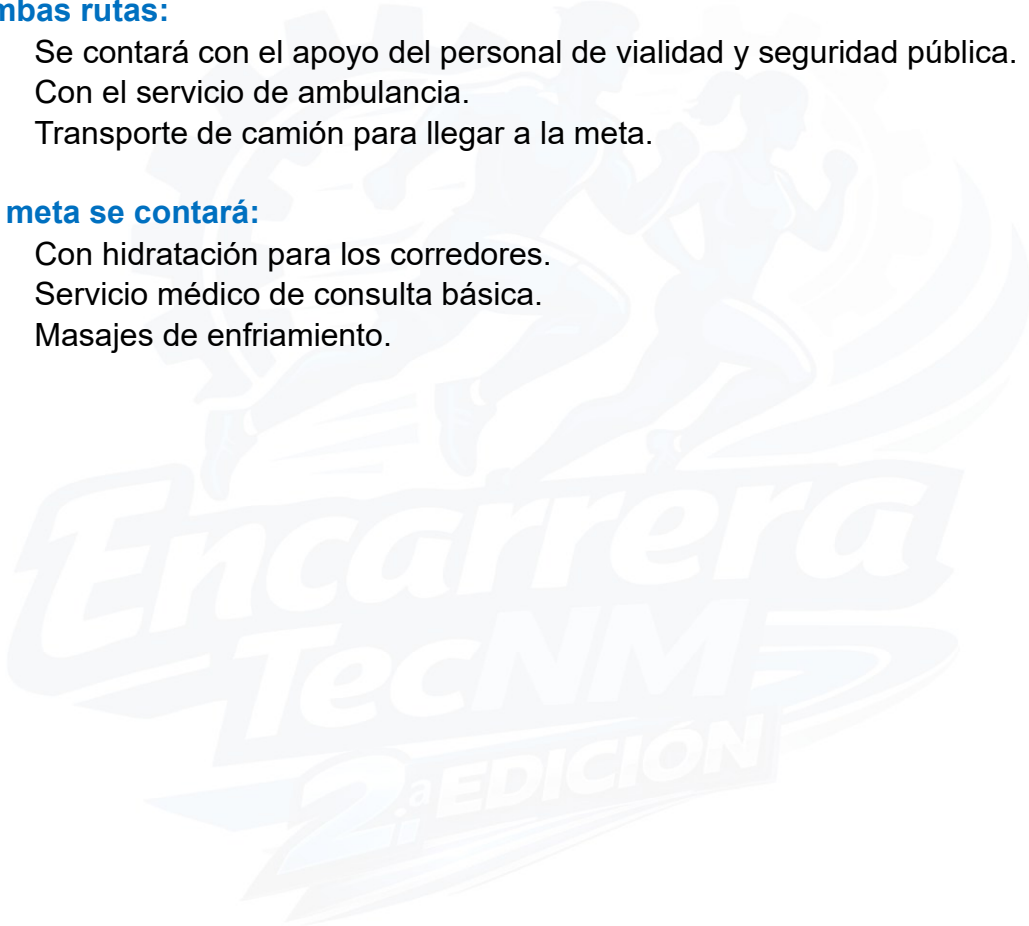 mbas rutas:
Se contará con el apoyo del personal de vialidad y seguridad pública.
Con el servicio de ambulancia.
Transporte de camión para llegar a la meta.
meta se contará:
Con hidratación para los corredores.
Servicio médico de consulta básica.
Masajes de enfriamiento.
Encarrera
TecNM
2.ª EDICIÓN